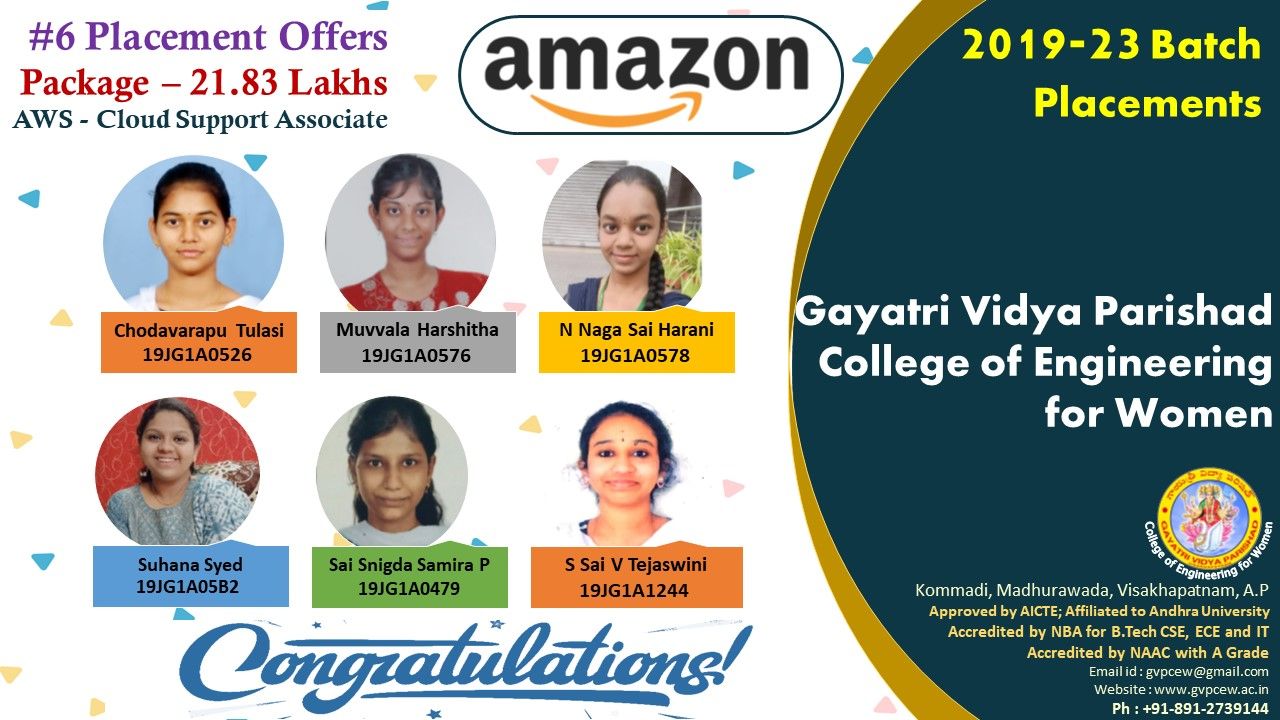 #6 Placement Offers
Package – 21.83 Lakhs
AWS - Cloud Support Associate
amazon
2019-23 Batch
Placements
Chodavarapu Tulasi
19JG1A0526
Muvvala Harshitha
19JG1A0576
N Naga Sai Harani
19JG1A0578
Suhana Syed
19JG1A05B2
Sai Snigda Samira P
19JG1A0479
S Sai V Tejaswini
19JG1A1244
Congratulations!
Gayatri Vidya Parishad
College of Engineering
for Women
GAYATRI VIDYA PARISHAD
College of Engineering for Women
Kommadi, Madhurawada, Visakhapatnam, A.P
Approved by AICTE; Affiliated to Andhra University
Accredited by NBA for B.Tech CSE, ECE and IT
Accredited by NAAC with A Grade
Email id : gvpcew@gmail.com
Website : www.gvpcew.ac.in
Ph : +91-891-2739144